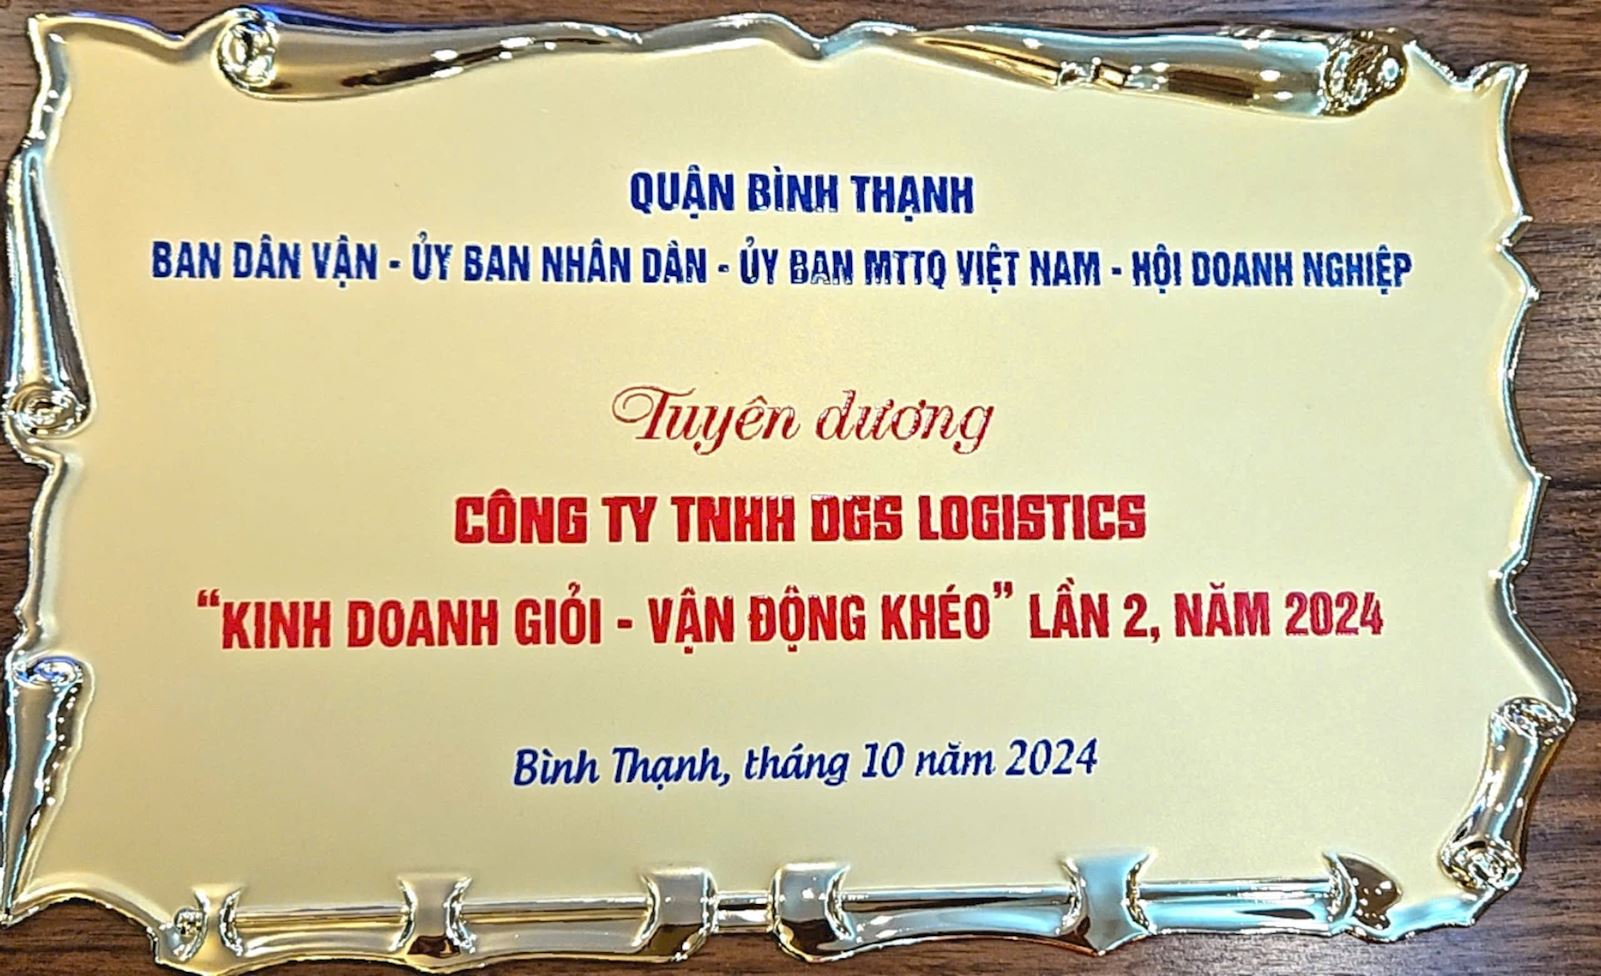 QUẬN BÌNH THẠNH
BAN DÂN VẬN - ỦY BAN NHÂN DÂN - ỦY BAN MTTQ VIỆT NAM - HỘI DOANH NGHIỆP
Tuyên dương
CÔNG TY TNHH DGS LOGISTICS
“KINH DOANH GIỎI - VẬN ĐỘNG KHÉO” LẦN 2, NĂM 2024
Bình Thạnh, tháng 10 năm 2024